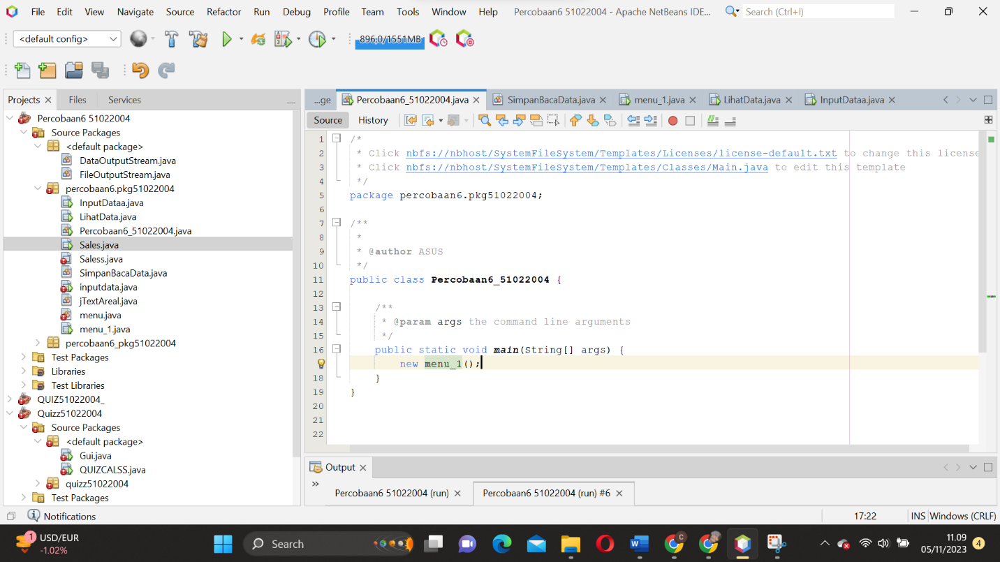 File Edit View Navigate Source Refactor Run Debug Profile Team Tools Window Help Percobaan6 51022004 - Apache NetBeans IDE... Search (Ctrl+I)
<default config> 896,0/1551MB
Projects Files Services
Percobaan6 51022004
Source Packages
<default package>
DataOutputStream.java
FileOutputStream.java
percobaan6.pkg51022004
InputDataa.java
LihatData.java
Percobaan6_51022004.java
Sales.java
Saless.java
SimpanBacaData.java
inputdata.java
jTextAreal.java
menu.java
menu_1.java
percobaan6_pkg51022004
Test Packages
Libraries
Test Libraries
QUIZ51022004_
Quizz51022004
Source Packages
<default package>
Gui.java
QUIZCALSS.java
quizz51022004
Test Packages
...ge Percobaan6_51022004.java SimpanBacaData.java menu_1.java LihatData.java InputDataa.java
Source History
1 /*
2 * Click nbfs://nbhost/SystemFileSystem/Templates/Licenses/license-default.txt to change this license
3 * Click nbfs://nbhost/SystemFileSystem/Templates/Classes/Main.java to edit this template
4 */
5 package percobaan6.pkg51022004;
6
7 /**
8 *
9 * @author ASUS
10 */
11 public class Percobaan6_51022004 {
12
13 /**
14 * @param args the command line arguments
15 */
16 public static void main(String[] args) {
new menu_1();
18 }
19 }
20
21
22
Output
Percobaan6 51022004 (run) Percobaan6 51022004 (run) #6
Notifications 17:22 INS Windows (CRLF)
1 USD/EUR
-1.02%
Search
11.09
05/11/2023
4